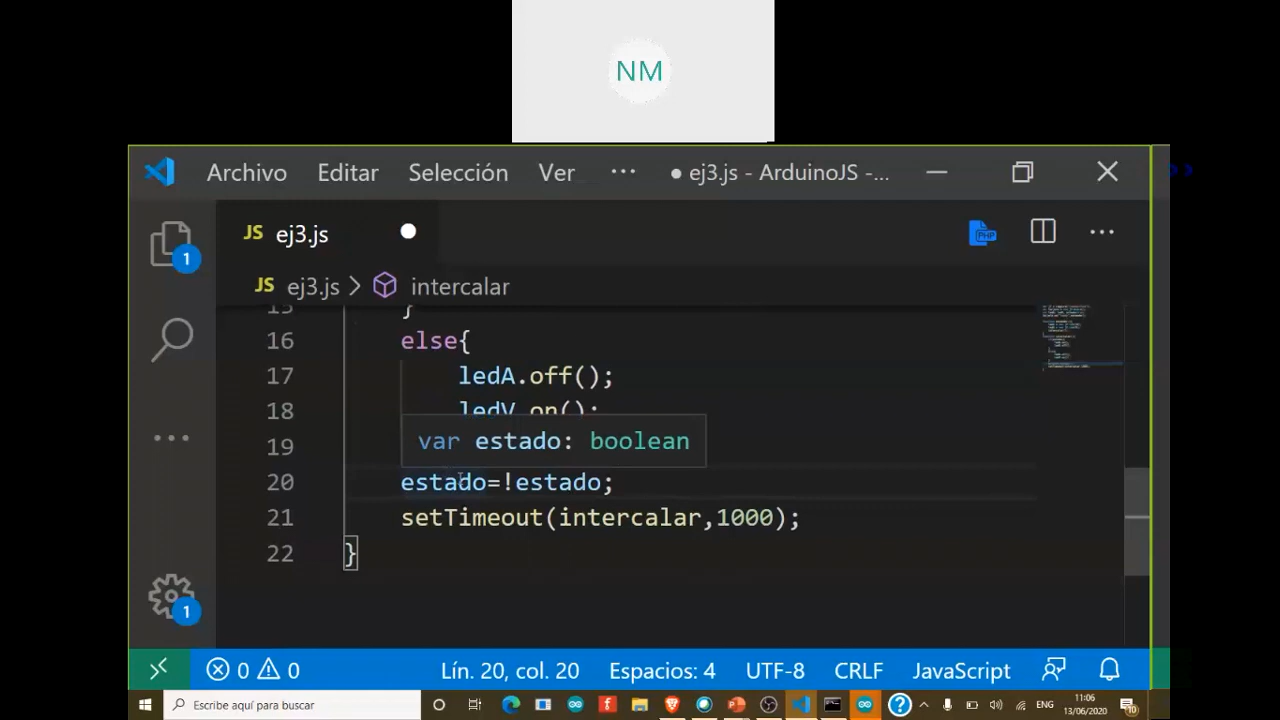 NM
Archivo Editar Selección Ver ··· ● ej3.js - ArduinoJS -...
JS ej3.js
PHP
1
JS ej3.js > intercalar
15 }
16 else{
17 ledA.off();
18 ledV.on();
var estado: boolean
19
20 estado=!estado;
21 setTimeout(intercalar,1000);
22 }
1
0 0 Lín. 20, col. 20 Espacios: 4 UTF-8 CRLF JavaScript
Escribe aquí para buscar
ENG
11:06
13/06/2020
10